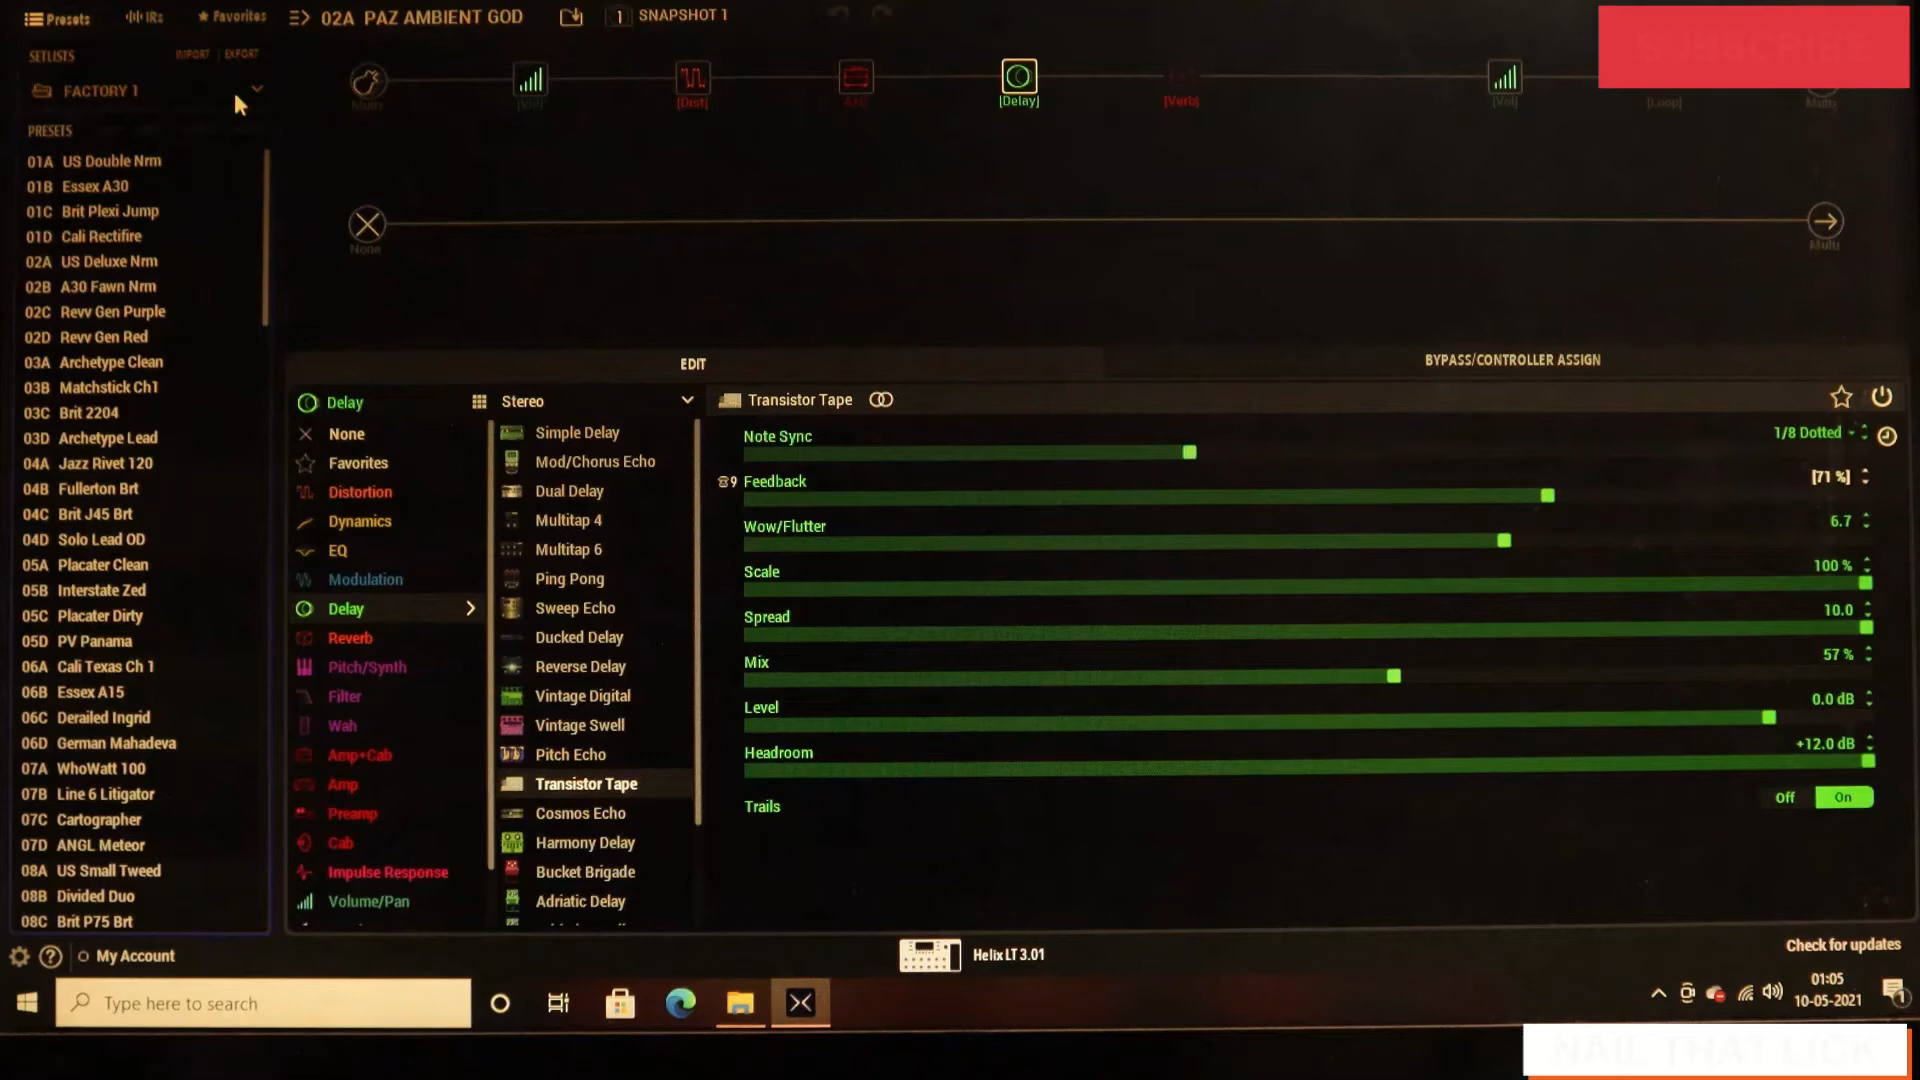 Presets IRs Favorites 02A PAZ AMBIENT GOD 1 SNAPSHOT 1
SETLISTS IMPORT EXPORT
FACTORY 1
PRESETS
01A US Double Nrm
01B Essex A30
01C Brit Plexi Jump
01D Cali Rectifire
02A US Deluxe Nrm
02B A30 Fawn Nrm
02C Revv Gen Purple
02D Revv Gen Red
03A Archetype Clean
03B Matchstick Ch1
03C Brit 2204
03D Archetype Lead
04A Jazz Rivet 120
04B Fullerton Brt
04C Brit J45 Brt
04D Solo Lead OD
05A Placater Clean
05B Interstate Zed
05C Placater Dirty
05D PV Panama
06A Cali Texas Ch 1
06B Essex A15
06C Derailed Ingrid
06D German Mahadeva
07A WhoWatt 100
07B Line 6 Litigator
07C Cartographer
07D ANGL Meteor
08A US Small Tweed
08B Divided Duo
08C Brit P75 Brt
Multi
[Dist]
[Delay]
[Verb]
[Vol]
[Loop]
Multi
None
Multi
EDIT
BYPASS/CONTROLLER ASSIGN
Delay
None
Favorites
Distortion
Dynamics
EQ
Modulation
Delay
Reverb
Pitch/Synth
Filter
Wah
Amp+Cab
Amp
Preamp
Cab
Impulse Response
Volume/Pan
Stereo
Simple Delay
Mod/Chorus Echo
Dual Delay
Multitap 4
Multitap 6
Ping Pong
Sweep Echo
Ducked Delay
Reverse Delay
Vintage Digital
Vintage Swell
Pitch Echo
Transistor Tape
Cosmos Echo
Harmony Delay
Bucket Brigade
Adriatic Delay
Transistor Tape
Note Sync 1/8 Dotted
9 Feedback [71 %]
Wow/Flutter 6.7
Scale 100 %
Spread 10.0
Mix 57 %
Level 0.0 dB
Headroom +12.0 dB
Trails Off On
My Account
Helix LT 3.01
Check for updates
Type here to search
01:05
10-05-2021
1
SUBSCRIBE
NAIL THAT LICK